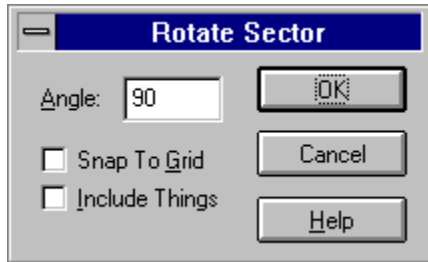 Rotate Sector
Angle: 90
OK
Snap To Grid
Cancel
Include Things
Help